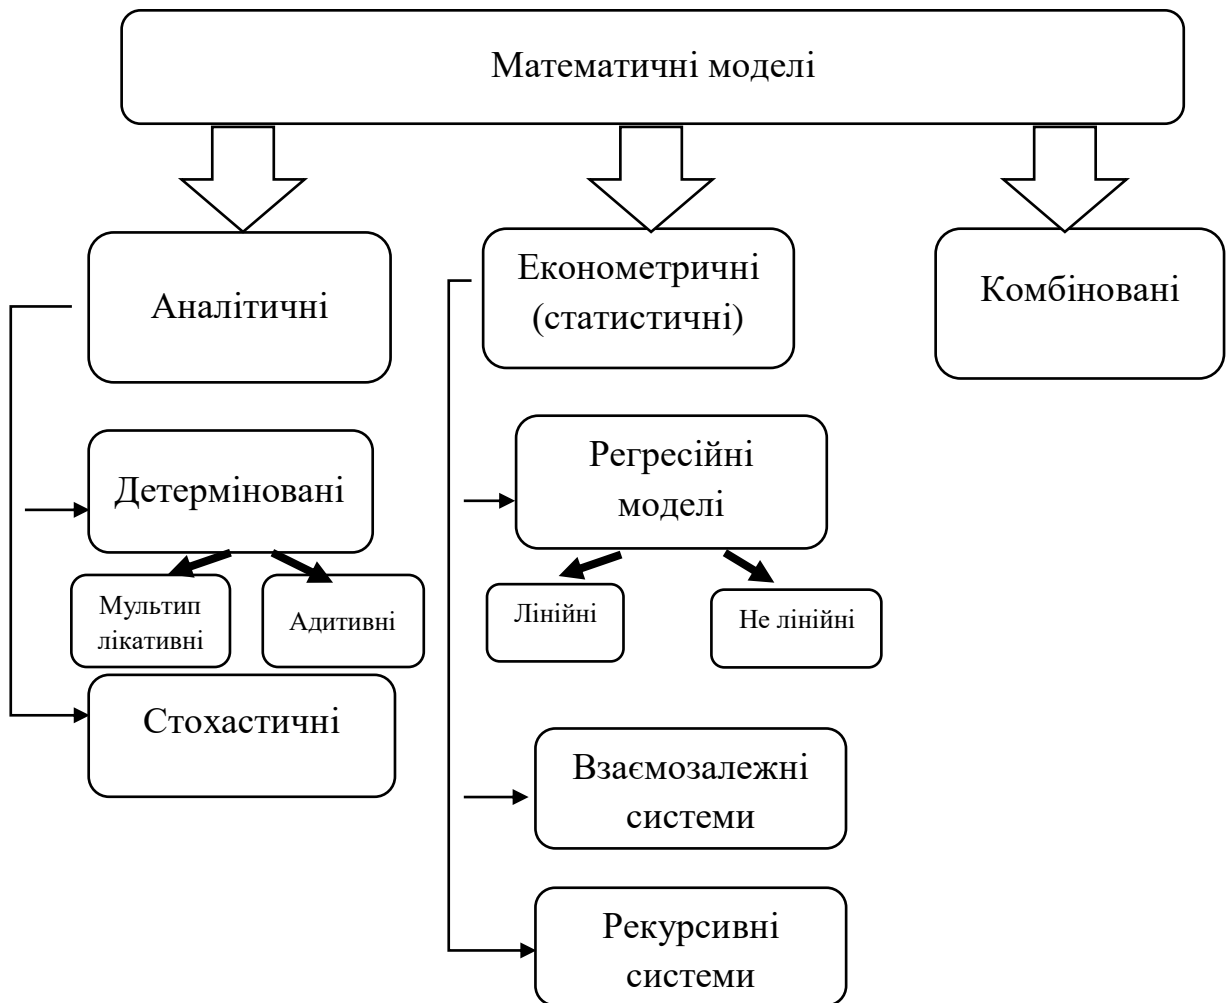 Математичні моделі
Аналітичні
Економетричні
(статистичні)
Комбіновані
Детерміновані
Регресійні
моделі
Мультип
лікативні
Адитивні
Лінійні
Не лінійні
Стохастичні
Взаємозалежні
системи
Рекурсивні
системи